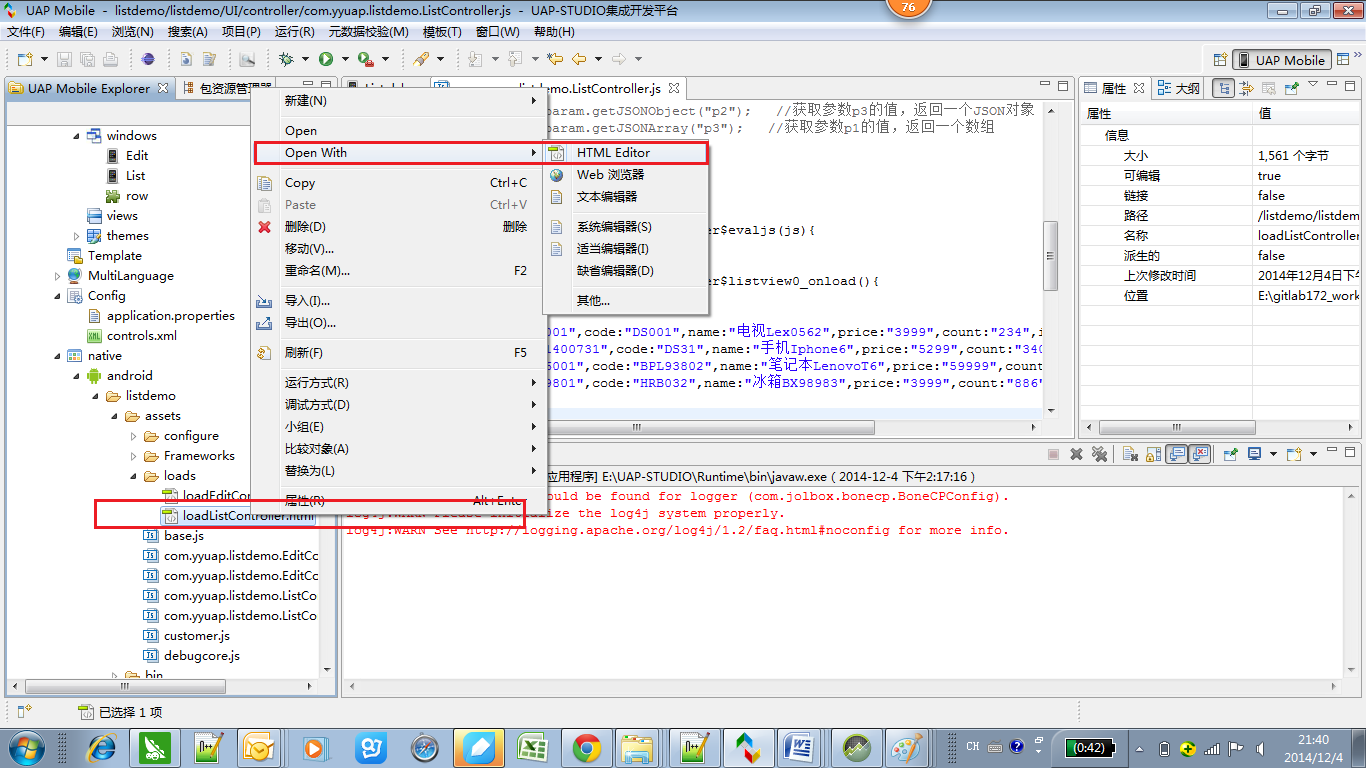 UAP Mobile - listdemo/listdemo/UI/controller/com.yyuap.listdemo.ListController.js - UAP-STUDIO集成开发平台
76
文件(F) 编辑(E) 浏览(N) 搜索(A) 项目(P) 运行(R) 元数据校验(M) 模板(T) 窗口(W) 帮助(H)
UAP Mobile
UAP Mobile Explorer
包资源管理器
windows
Edit
List
row
views
themes
Template
MultiLanguage
Config
application.properties
controls.xml
native
android
listdemo
assets
configure
Frameworks
loads
loadEditCon
loadListController.html
base.js
com.yyuap.listdemo.EditCc
com.yyuap.listdemo.EditCc
com.yyuap.listdemo.ListCo
com.yyuap.listdemo.ListCo
customer.js
debugcore.js
bin
新建(N)
Open
Open With
Copy Ctrl+C
Paste Ctrl+V
删除(D) 删除
移动(V)...
重命名(M)... F2
导入(I)...
导出(O)...
刷新(F) F5
运行方式(R)
调试方式(D)
小组(E)
比较对象(A)
替换为(L)
属性(R) Alt+Enter
HTML Editor
Web 浏览器
文本编辑器
系统编辑器(S)
适当编辑器(I)
缺省编辑器(D)
其他...
demo.ListController.js
param.getJSONObject("p2"); //获取参数p3的值，返回一个JSON对象
param.getJSONArray("p3"); //获取参数p1的值，返回一个数组
er$evaljs(js){
er$listview0_onload(){
001",code:"DS001",name:"电视Lex0562",price:"3999",count:"234",i
1400731",code:"DS31",name:"手机Iphone6",price:"5299",count:"340
5001",code:"BPL93802",name:"笔记本LenovoT6",price:"59999",count
9801",code:"HRB032",name:"冰箱BX98983",price:"3999",count:"886"
属性
大纲
属性 值
信息
大小 1,561 个字节
可编辑 true
链接 false
路径 /listdemo/listdemo
名称 loadListController
派生的 false
上次修改时间 2014年12月4日下午
位置 E:\gitlab172_work
应用程序] E:\UAP-STUDIO\Runtime\bin\javaw.exe ( 2014-12-4 下午2:17:16 )
ould be found for logger (com.jolbox.bonecp.BoneCPConfig).
log4j:WARN Please initialize the log4j system properly.
log4j:WARN See http://logging.apache.org/log4j/1.2/faq.html#noconfig for more info.
已选择 1 项
CH
(0:42)
21:40
2014/12/4